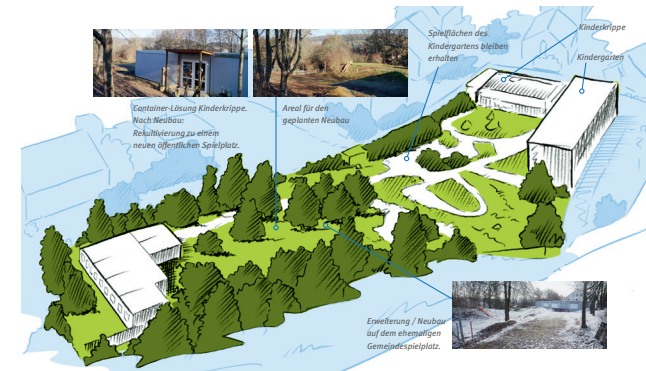 Spielflächen des
Kindergartens bleiben
erhalten
Kinderkrippe
Kindergarten
Container-Lösung Kinderkrippe.
Nach Neubau:
Rekultivierung zu einem
neuen öffentlichen Spielplatz.
Areal für den
geplanten Neubau
Erweiterung / Neubau
auf dem ehemaligen
Gemeindespielplatz.